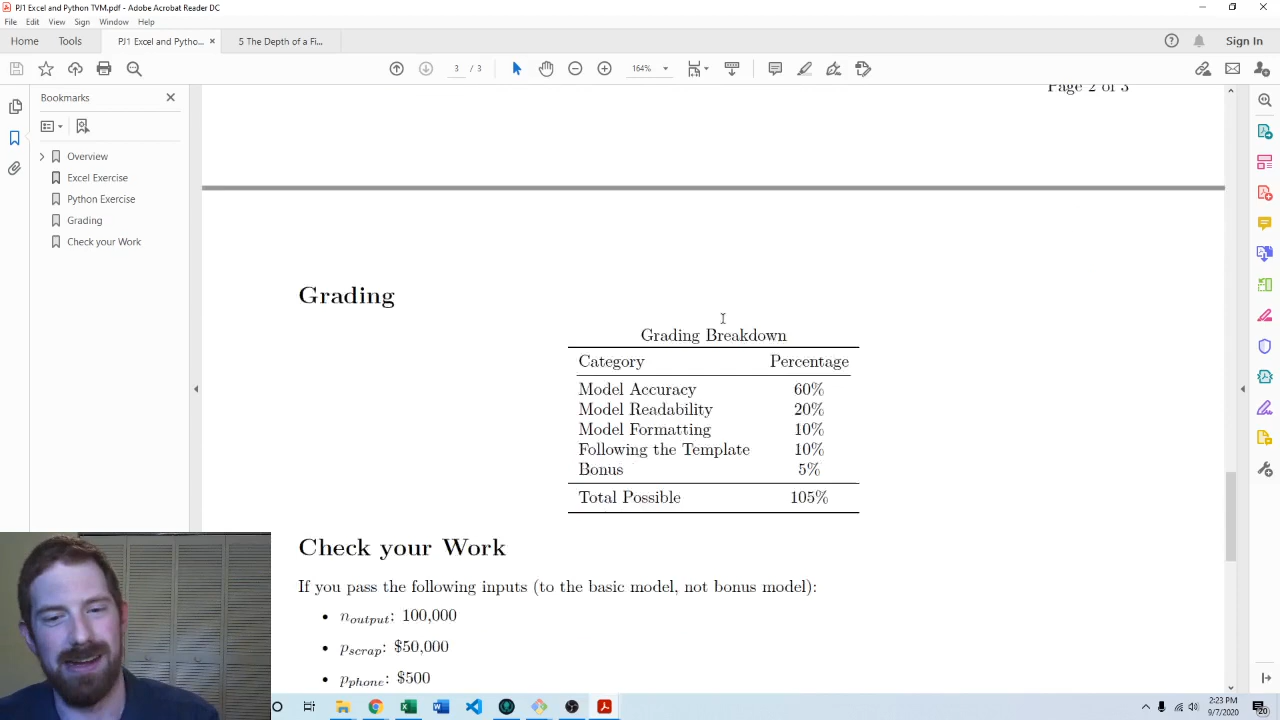 PJ1 Excel and Python TVM.pdf - Adobe Acrobat Reader DC
File Edit View Sign Window Help
Home Tools PJ1 Excel and Pytho... × 5 The Depth of a Fi... Sign In
3 / 3 164%
Bookmarks
Overview
Excel Exercise
Python Exercise
Grading
Check your Work
Page 2 of 3
Grading
Grading Breakdown
Category Percentage
Model Accuracy 60%
Model Readability 20%
Model Formatting 10%
Following the Template 10%
Bonus 5%
Total Possible 105%
Check your Work
If you pass the following inputs (to the basic model, not bonus model):
• n_output: 100,000
• p_scrap: $50,000
• p_phone: $500
2:23 PM
9/7/2020
20